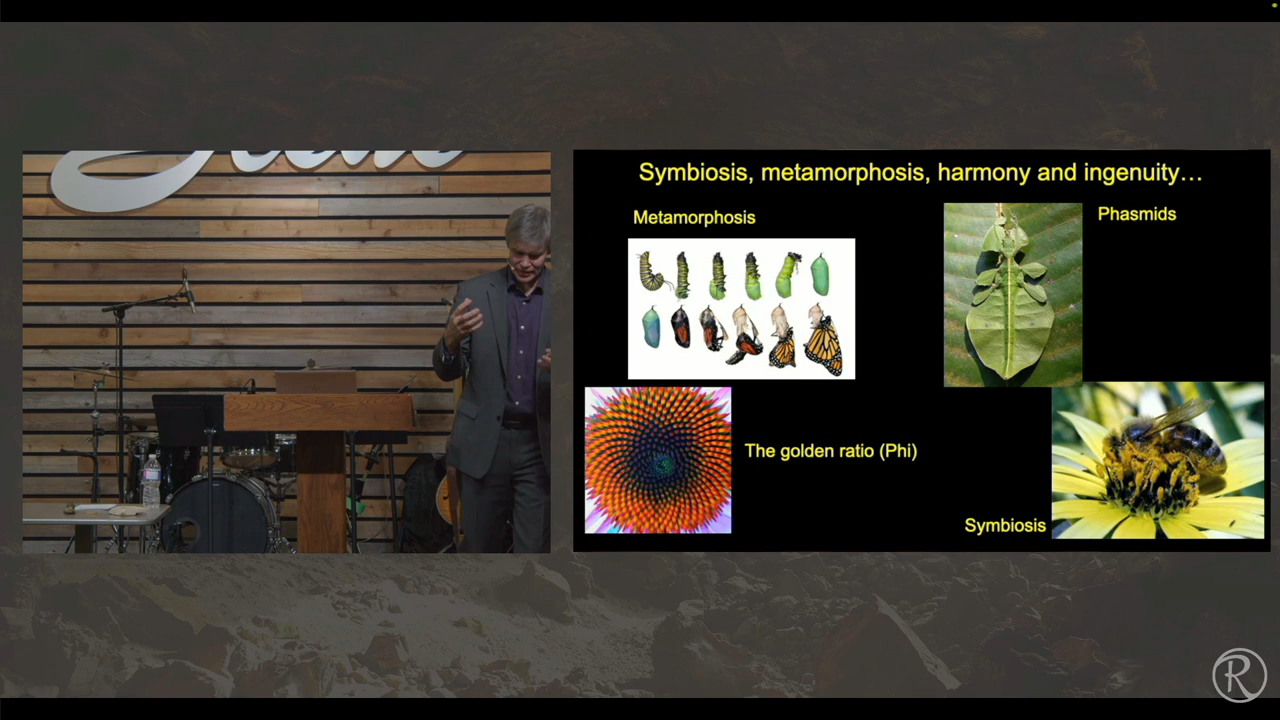 Symbiosis, metamorphosis, harmony and ingenuity…
Metamorphosis
Phasmids
The golden ratio (Phi)
Symbiosis
R